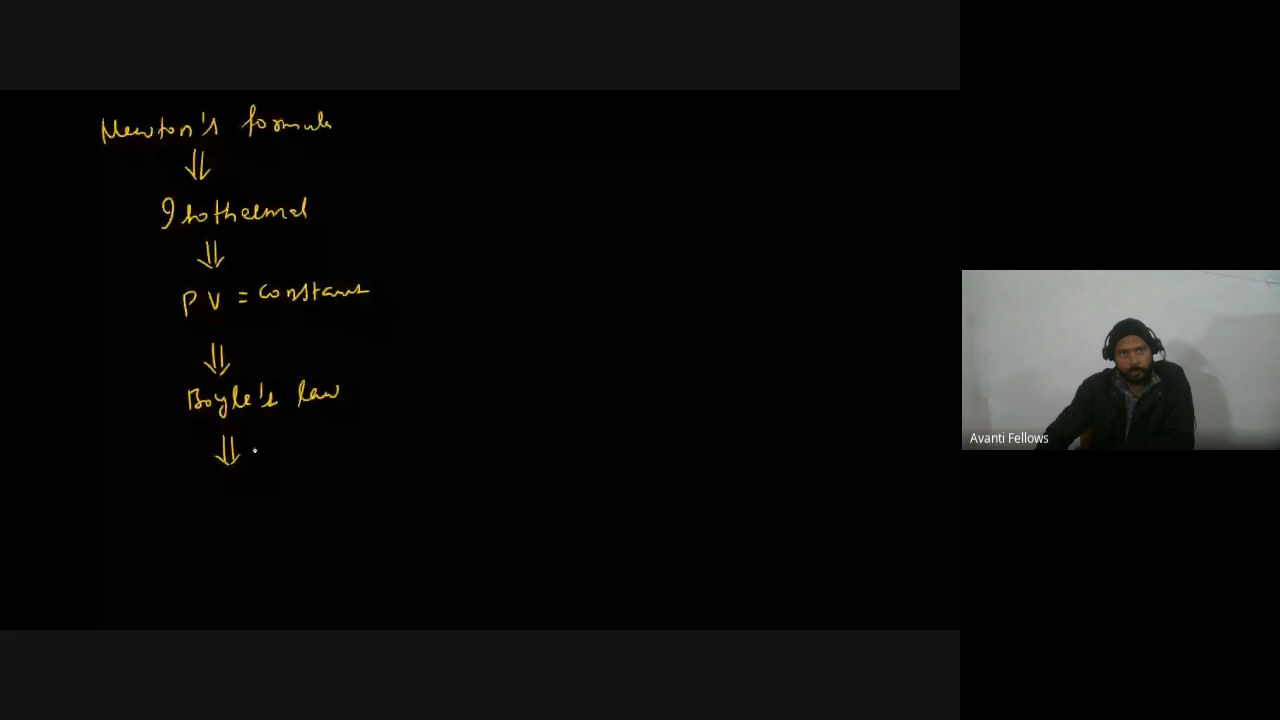 Newton's formula
⇓
Isothermal
⇓
PV = constant
⇓
Boyle's law
⇓
Avanti Fellows